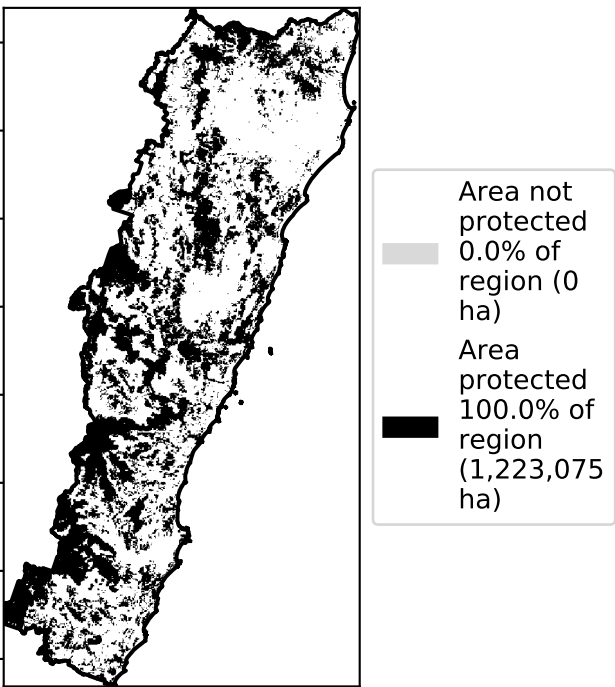 Area not
protected
0.0% of
region (0
ha)
Area
protected
100.0% of
region
(1,223,075
ha)